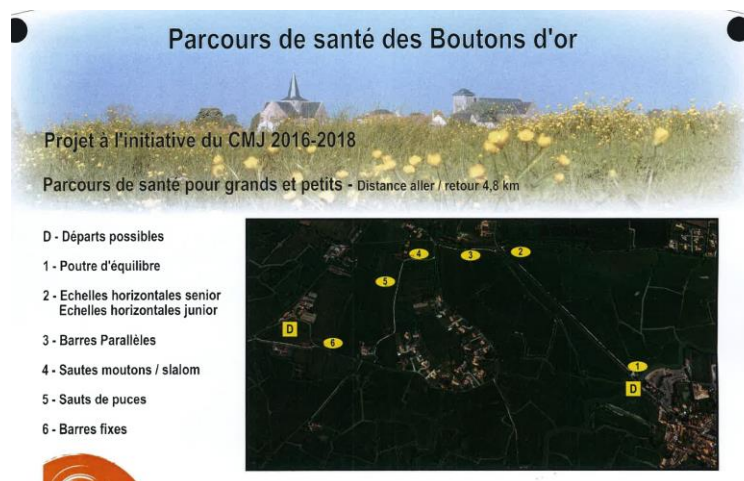 Parcours de santé des Boutons d'or
Projet à l'initiative du CMJ 2016-2018
Parcours de santé pour grands et petits - Distance aller / retour 4,8 km
D - Départs possibles
1 - Poutre d'équilibre
2 - Echelles horizontales senior
Echelles horizontales junior
3 - Barres Parallèles
4 - Sautes moutons / slalom
5 - Sauts de puces
6 - Barres fixes
4
3
2
5
D
6
1
D